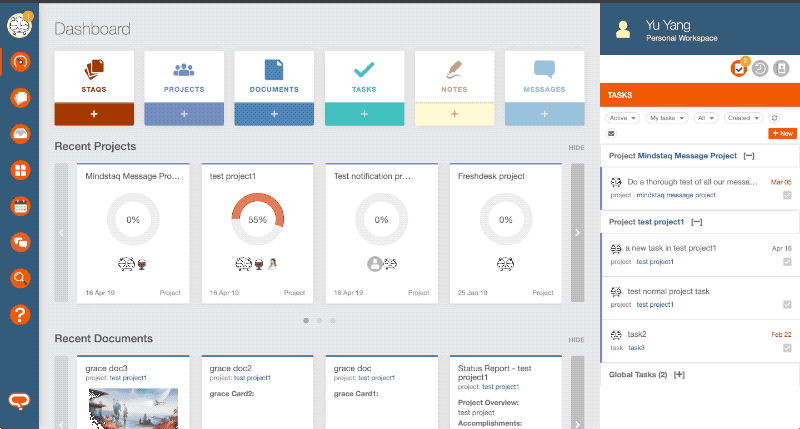 Dashboard
STAQS
PROJECTS
DOCUMENTS
TASKS
NOTES
MESSAGES
+ + + + + +
Recent Projects
HIDE
Mindstaq Message Pro...
0%
16 Apr 19
Project
test project1
55%
16 Apr 19
Project
Test notification pr...
0%
16 Apr 19
Project
Freshdesk project
0%
25 Jan 19
Project
Recent Documents
HIDE
grace doc3
project: test project1
grace doc2
project: test project1
grace Card2:
grace doc
project: test project1
grace Card1:
Status Report - test
project1
project: test project1
Project Overview:
test project
Accomplishments:
Yu Yang
Personal Workspace
2
TASKS
Active
My tasks
All
Created
+ New
Project Mindstaq Message Project [—]
Do a thorough test of all our messa...
Mar 05
project mindstaq message project
Project test project1 [—]
a new task in test project1
Apr 16
project test project1
test normal project task
project test project1
task2
Feb 22
task task3
Global Tasks (2) [+]
?